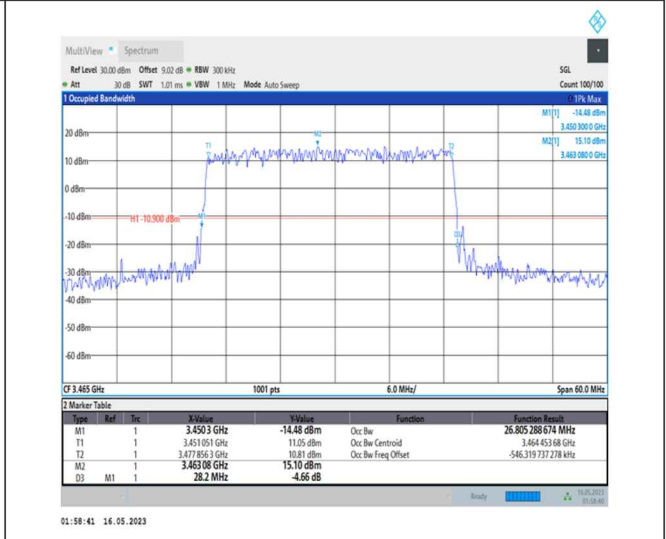 MultiView Spectrum
Ref Level 30.00 dBm Offset 9.02 dB RBW 300 kHz SGL
Att 30 dB SWT 1.01 ms VBW 1 MHz Mode Auto Sweep Count 100/100
1 Occupied Bandwidth 1Pk Max
M1[1] -14.48 dBm
3.450 300 0 GHz
M2[1] 15.10 dBm
3.463 080 0 GHz
20 dBm
M2
T1
T2
10 dBm
0 dBm
-10 dBm
H1 -10.900 dBm
M1
-20 dBm
-30 dBm
-40 dBm
-50 dBm
-60 dBm
CF 3.465 GHz 1001 pts 6.0 MHz/ Span 60.0 MHz
2 Marker Table
Type Ref Trc X-Value Y-Value Function Function Result
M1 1 3.4503 GHz -14.48 dBm Occ Bw 26.805 288 674 MHz
T1 1 3.451 051 GHz 11.05 dBm Occ Bw Centroid 3.464 453 68 GHz
T2 1 3.477 856 3 GHz 10.81 dBm Occ Bw Freq Offset -546.319 737 278 kHz
M2 1 3.463 08 GHz 15.10 dBm
D3 M1 1 28.2 MHz -4.66 dB
Ready 16.05.2023
01:58:40
01:58:41 16.05.2023